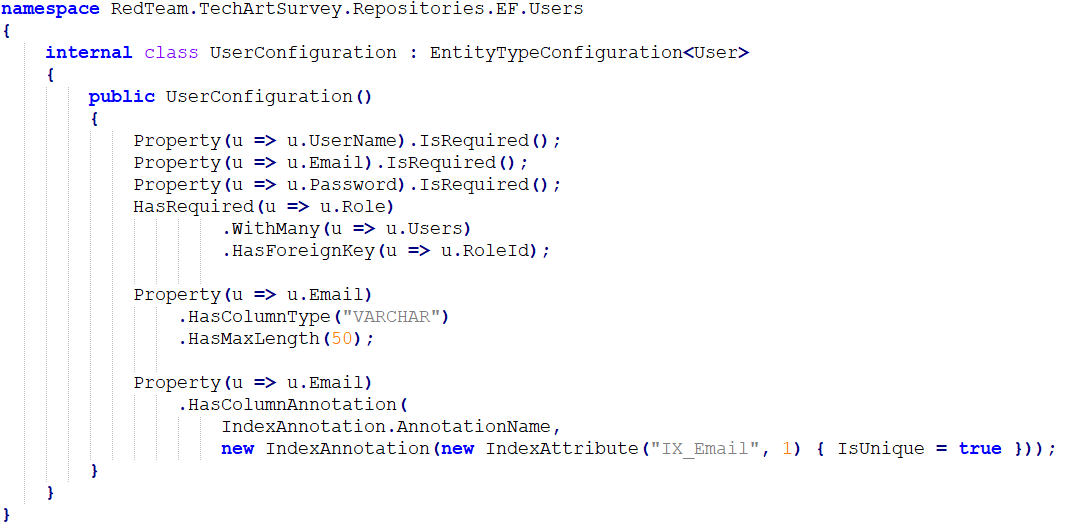 namespace RedTeam.TechArtSurvey.Repositories.EF.Users
{
    internal class UserConfiguration : EntityTypeConfiguration<User>
    {
        public UserConfiguration()
        {
            Property(u => u.UserName).IsRequired();
            Property(u => u.Email).IsRequired();
            Property(u => u.Password).IsRequired();
            HasRequired(u => u.Role)
                    .WithMany(u => u.Users)
                    .HasForeignKey(u => u.RoleId);

            Property(u => u.Email)
                .HasColumnType("VARCHAR")
                .HasMaxLength(50);

            Property(u => u.Email)
                .HasColumnAnnotation(
                    IndexAnnotation.AnnotationName,
                    new IndexAnnotation(new IndexAttribute("IX_Email", 1) { IsUnique = true }));
        }
    }
}